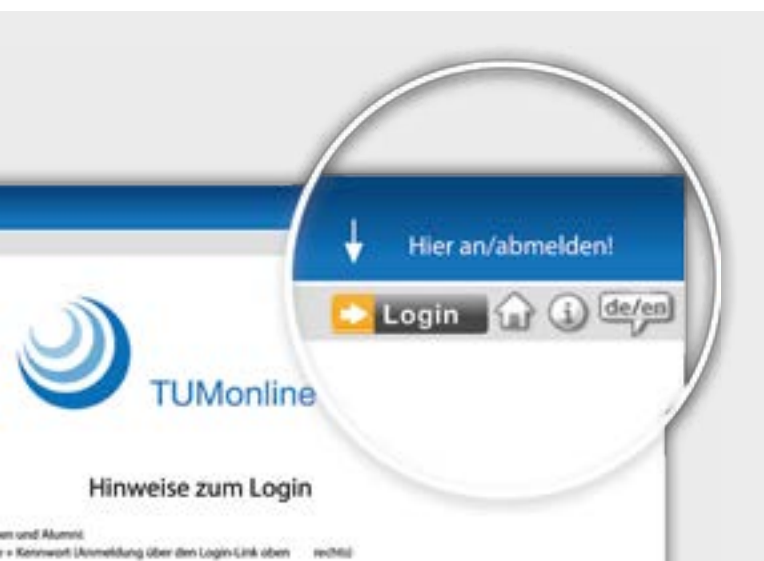 Hier an/abmelden!
Login
de/en
TUMonline
Hinweise zum Login
en und Alumni:
+ Kennwort (Anmeldung über den Login-Link oben rechts)